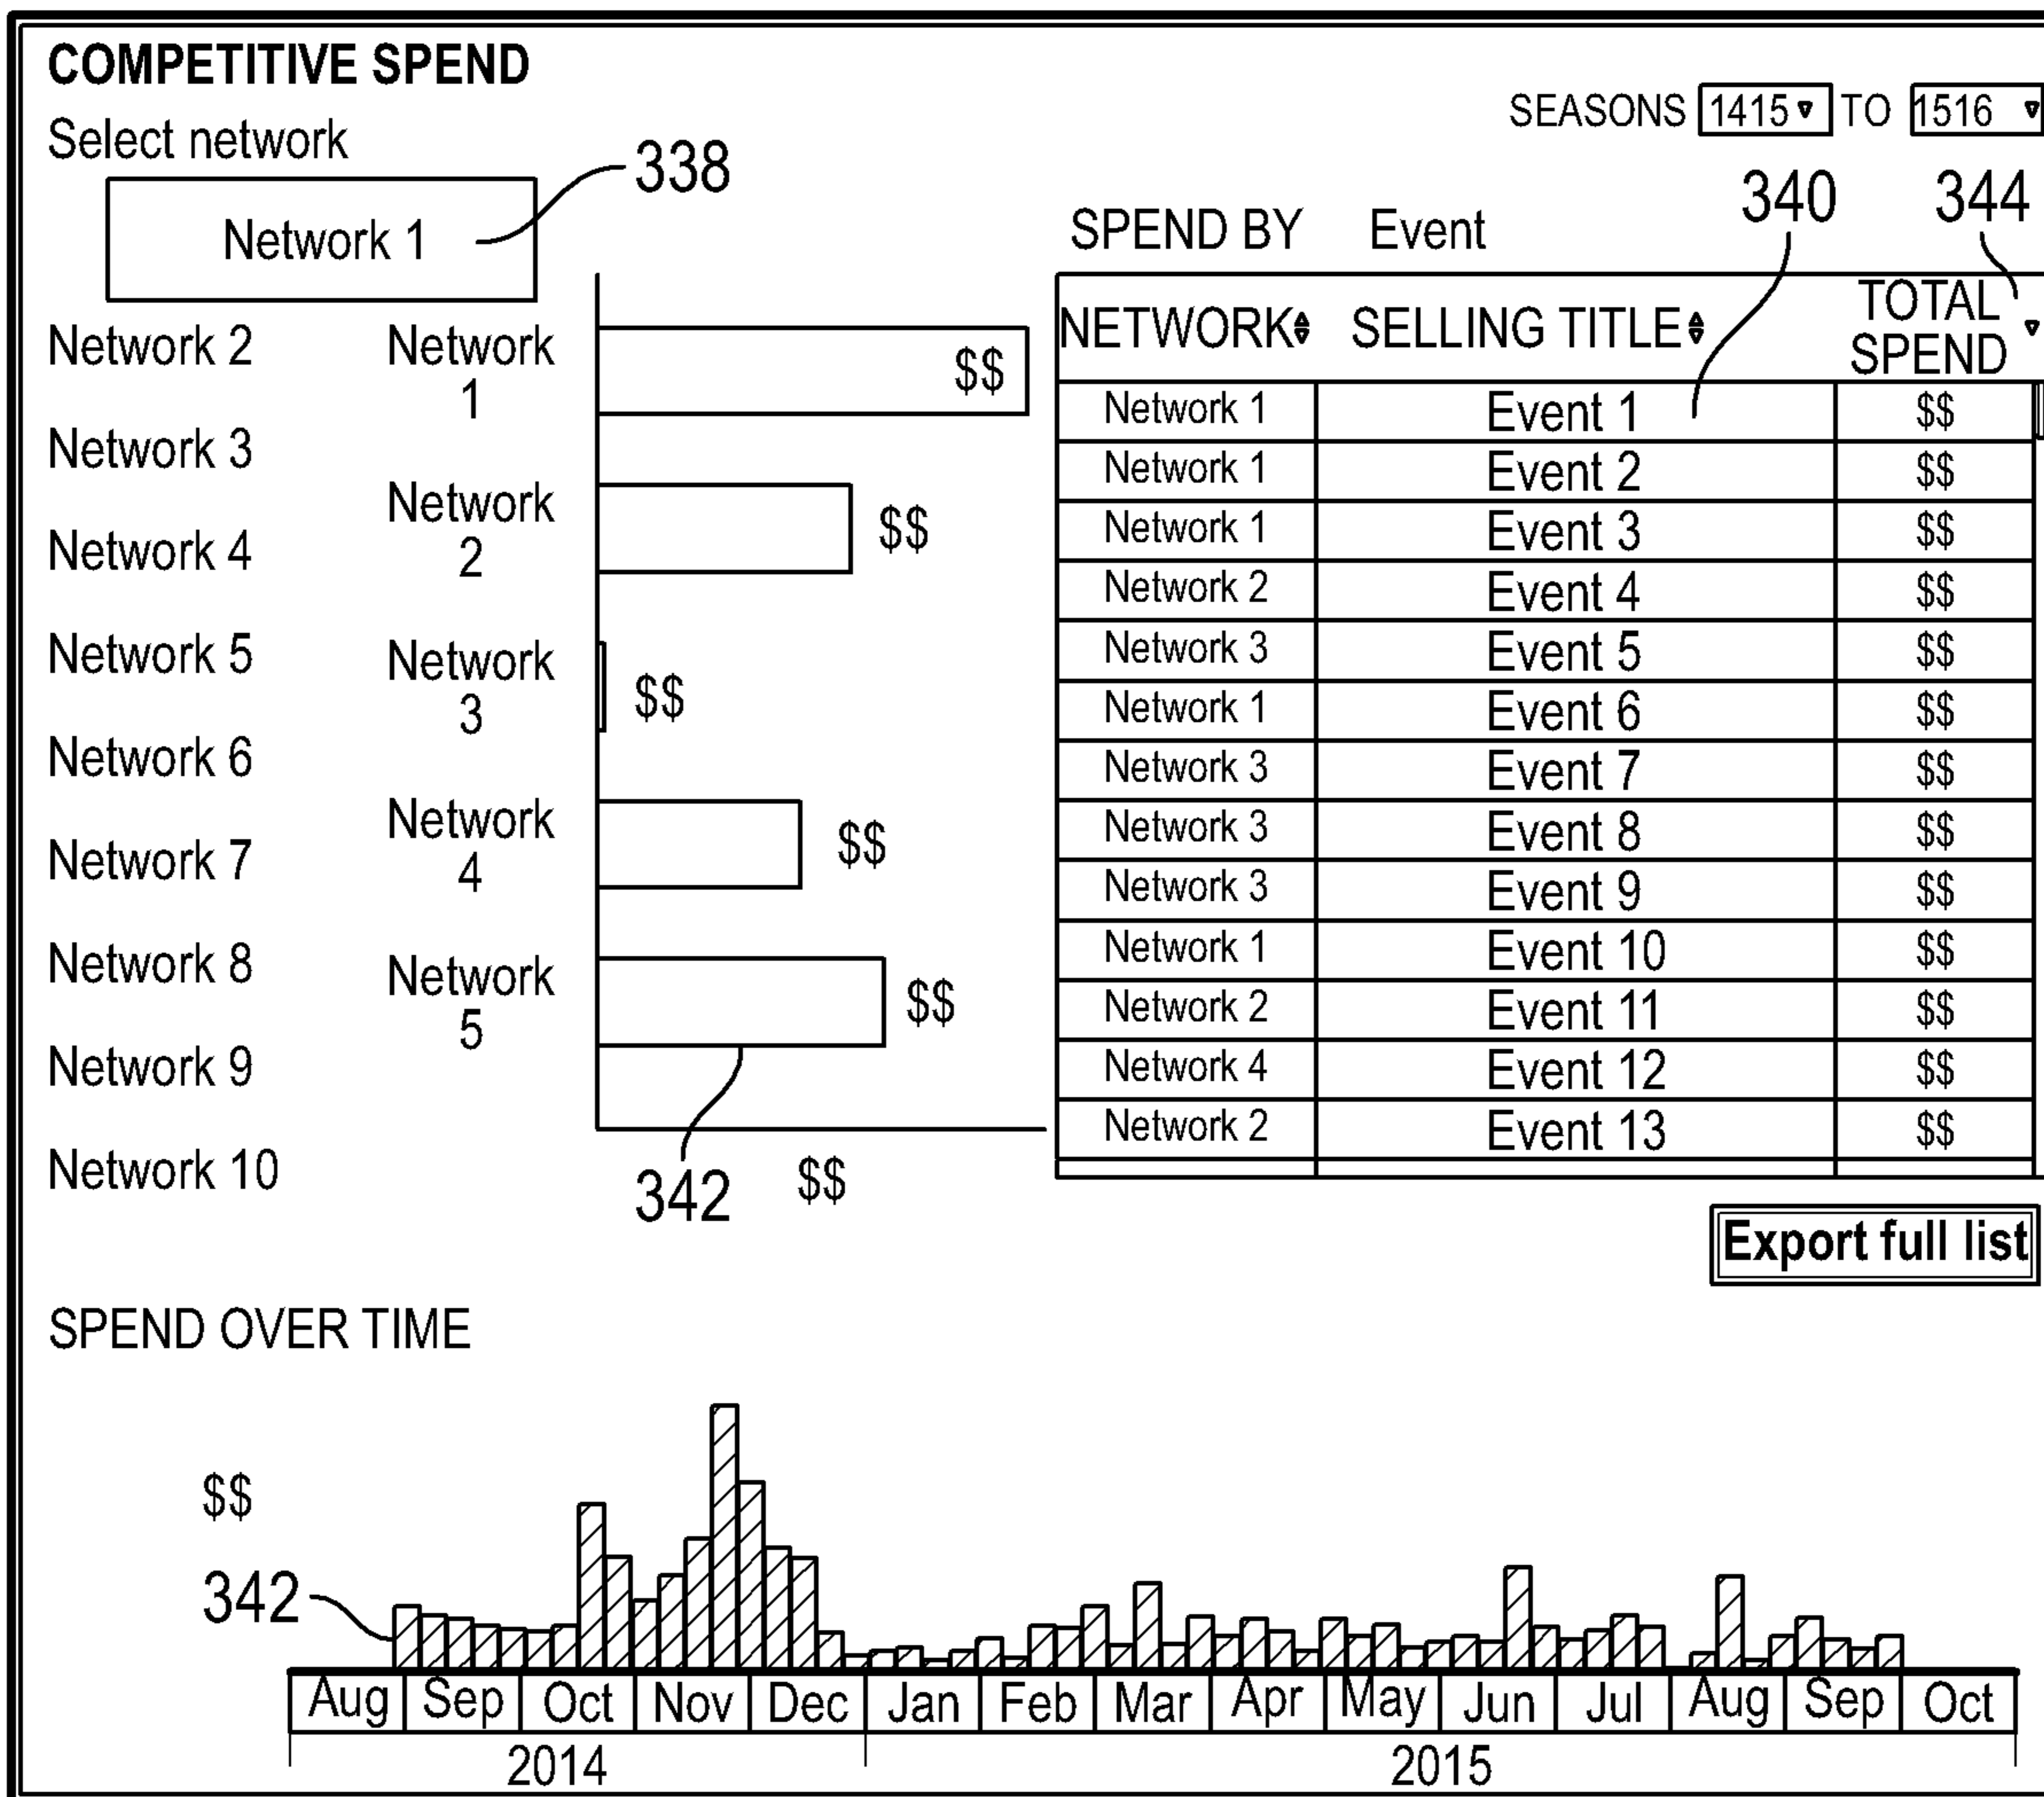 COMPETITIVE SPEND
SEASONS 1415 TO 1516
Select network
338
Network 1
340 344
SPEND BY Event
Network 2
Network 3
Network 4
Network 5
Network 6
Network 7
Network 8
Network 9
Network 10
Network
1
$$
Network
2
$$
Network
3
$$
Network
4
$$
Network
5
$$
342
$$
NETWORK SELLING TITLE TOTAL SPEND
Network 1 Event 1 $$
Network 1 Event 2 $$
Network 1 Event 3 $$
Network 2 Event 4 $$
Network 3 Event 5 $$
Network 1 Event 6 $$
Network 3 Event 7 $$
Network 3 Event 8 $$
Network 3 Event 9 $$
Network 1 Event 10 $$
Network 2 Event 11 $$
Network 4 Event 12 $$
Network 2 Event 13 $$
Export full list
SPEND OVER TIME
$$
342
Aug Sep Oct Nov Dec Jan Feb Mar Apr May Jun Jul Aug Sep Oct
2014 2015